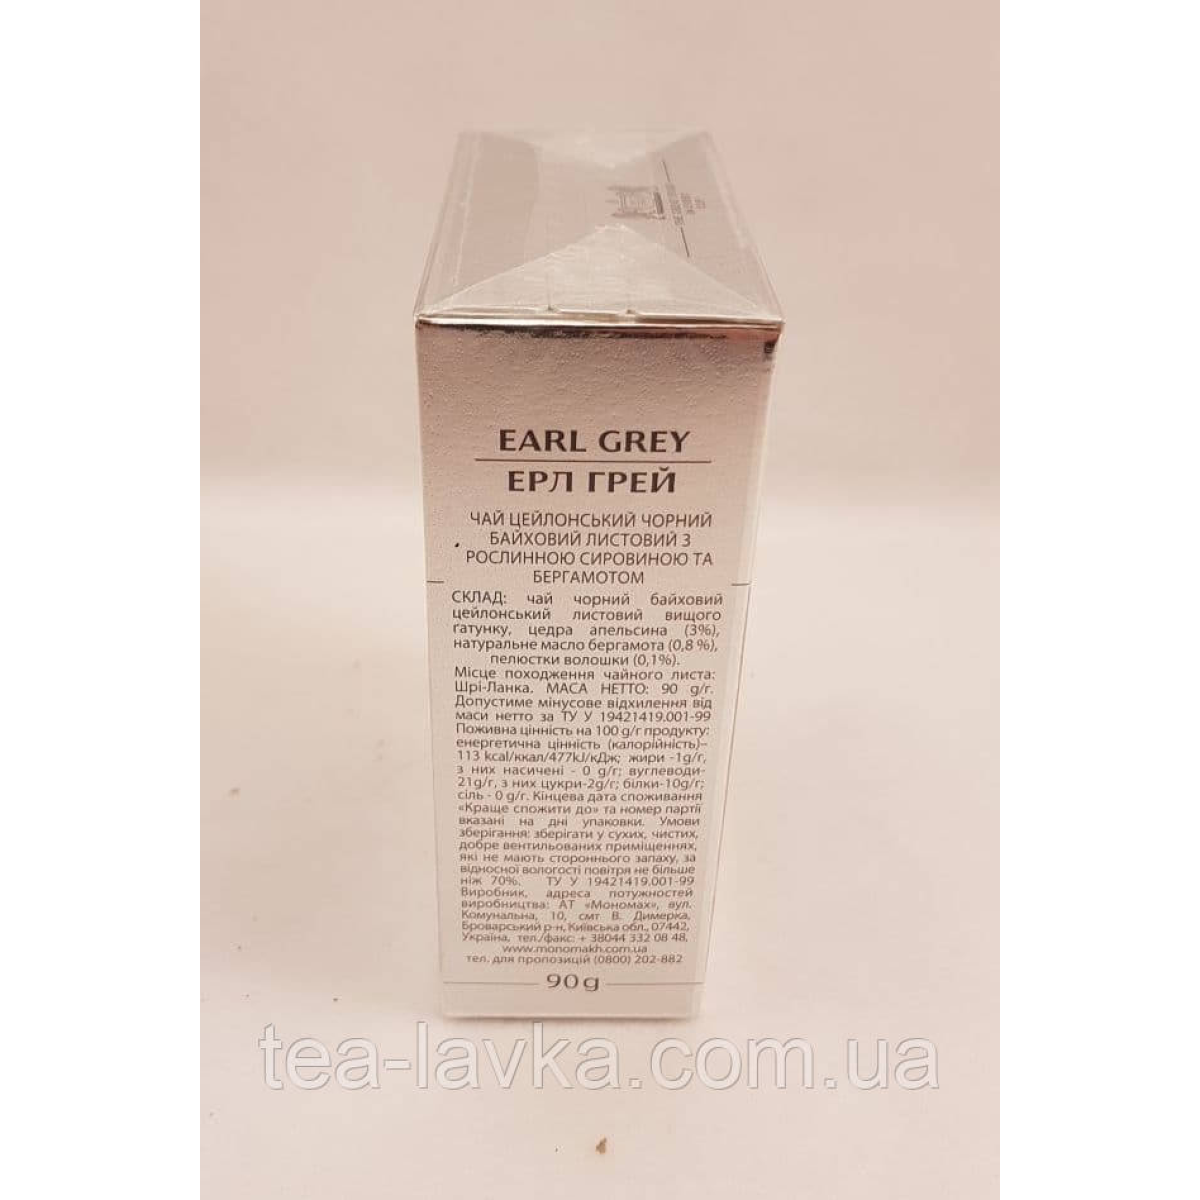 EARL GREY
ЕРЛ ГРЕЙ
ЧАЙ ЦЕЙЛОНСЬКИЙ ЧОРНИЙ
БАЙХОВИЙ ЛИСТОВИЙ З
РОСЛИННОЮ СИРОВИНОЮ ТА
БЕРГАМОТОМ
СКЛАД: чай чорний байховий
цейлонський листовий вищого
ґатунку, цедра апельсина (3%),
натуральне масло бергамота (0,8 %),
пелюстки волошки (0,1%).
Місце походження чайного листа:
Шрі-Ланка. МАСА НЕТТО: 90 g/г.
Допустиме мінусове відхилення від
маси нетто за ТУ У 19421419.001-99
Поживна цінність на 100 g/г продукту:
енергетична цінність (калорійність)–
113 kcal/ккал/477kJ/кДж; жири -1g/г,
з них насичені - 0 g/г; вуглеводи-
21g/г, з них цукри-2g/г; білки-10g/г;
сіль - 0 g/г. Кінцева дата споживання
«Краще спожити до» та номер партії
вказані на дні упаковки. Умови
зберігання: зберігати у сухих, чистих,
добре вентильованих приміщеннях,
які не мають стороннього запаху, за
відносної вологості повітря не більше
ніж 70%. ТУ У 19421419.001-99
Виробник, адреса потужностей
виробництва: АТ «Мономах», вул.
Комунальна, 10, смт В. Димерка,
Броварський р-н, Київська обл., 07442,
Україна, тел./факс: + 38044 332 08 48,
www.monomakh.com.ua
тел. для пропозицій (0800) 202-882
90g
tea-lavka.com.ua